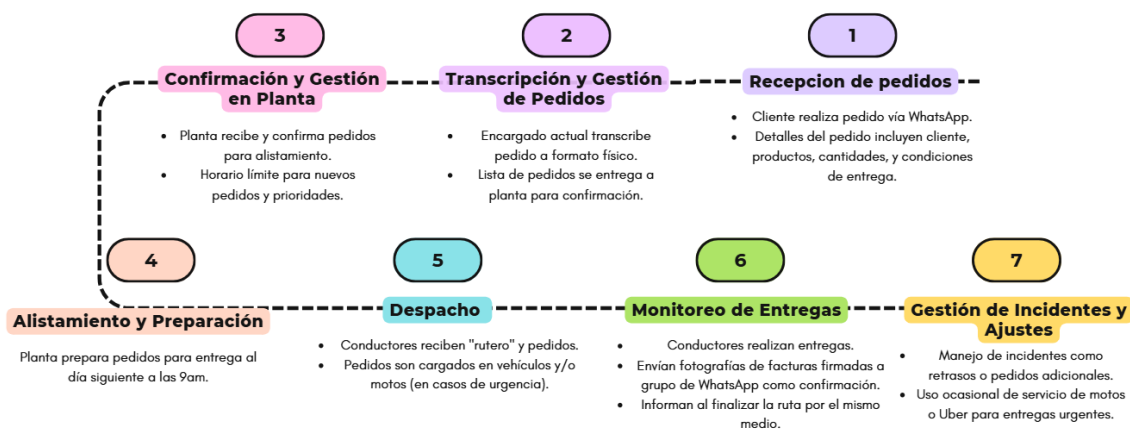 3
Confirmación y Gestión
en Planta
• Planta recibe y confirma pedidos
para alistamiento.
• Horario límite para nuevos
pedidos y prioridades.
2
Transcripción y Gestión
de Pedidos
• Encargado actual transcribe
pedido a formato físico.
• Lista de pedidos se entrega a
planta para confirmación.
1
Recepcion de pedidos
• Cliente realiza pedido vía WhatsApp.
• Detalles del pedido incluyen cliente,
productos, cantidades, y condiciones
de entrega.
4
Alistamiento y Preparación
Planta prepara pedidos para entrega al
día siguiente a las 9am.
5
Despacho
• Conductores reciben "rutero" y pedidos.
• Pedidos son cargados en vehículos y/o
motos (en casos de urgencia).
6
Monitoreo de Entregas
• Conductores realizan entregas.
• Envían fotografías de facturas firmadas a
grupo de WhatsApp como confirmación.
• Informan al finalizar la ruta por el mismo
medio.
7
Gestión de Incidentes y
Ajustes
• Manejo de incidentes como
retrasos o pedidos adicionales.
• Uso ocasional de servicio de motos
o Uber para entregas urgentes.